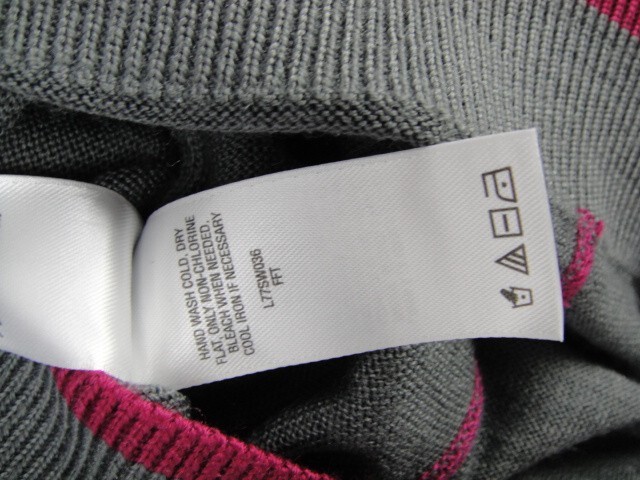 HAND WASH COLD, DRY
FLAT, ONLY NON-CHLORINE
BLEACH WHEN NEEDED,
COOL IRON IF NECESSARY
L77SW036
FFT